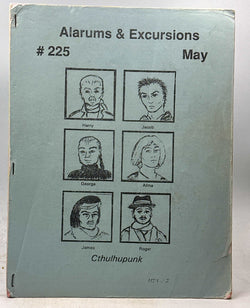 Alarums & Excursions
# 225 May
Harry Jacob
George Alma
James Roger
Cthulhupunk